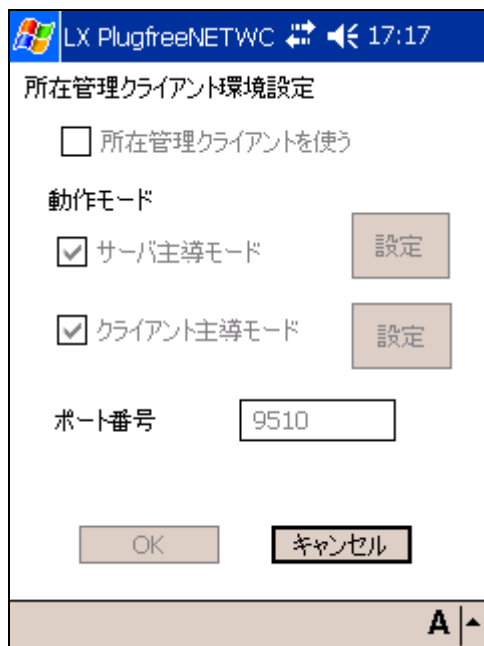 LX PlugfreeNETWC 17:17
所在管理クライアント環境設定
所在管理クライアントを使う
動作モード
サーバ主導モード 設定
クライアント主導モード 設定
ポート番号 9510
OK キャンセル
A